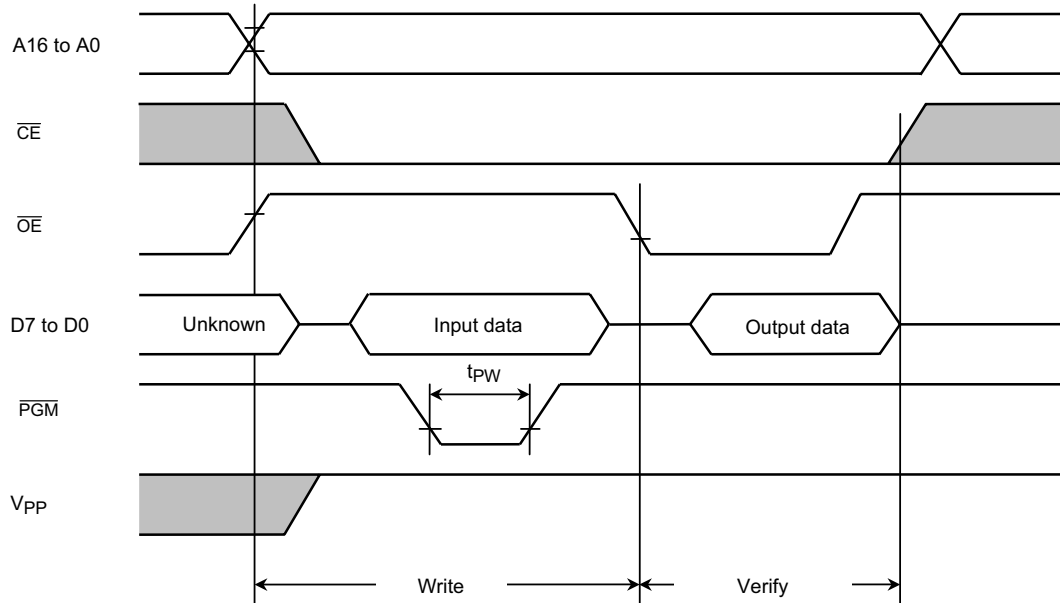 A16 to A0
CE
OE
D7 to D0 Unknown Input data Output data
tPW
PGM
VPP
Write Verify